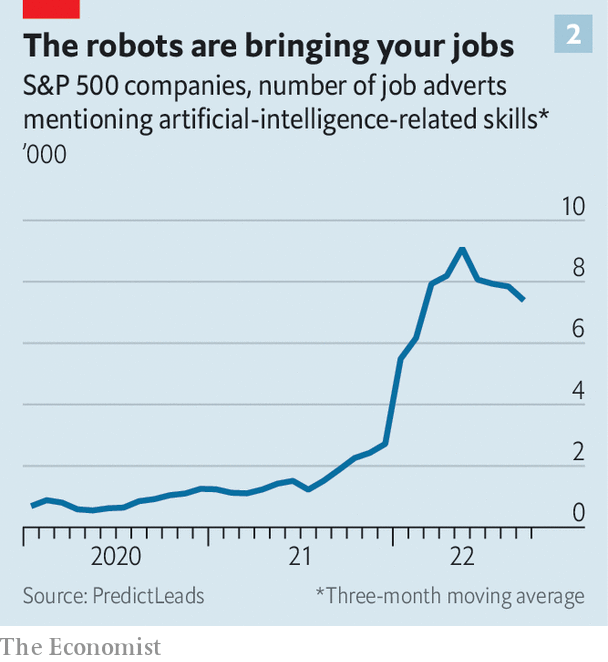 The robots are bringing your jobs
2
S&P 500 companies, number of job adverts
mentioning artificial-intelligence-related skills*
’000
10
8
6
4
2
0
2020
21
22
Source: PredictLeads
*Three-month moving average
The Economist